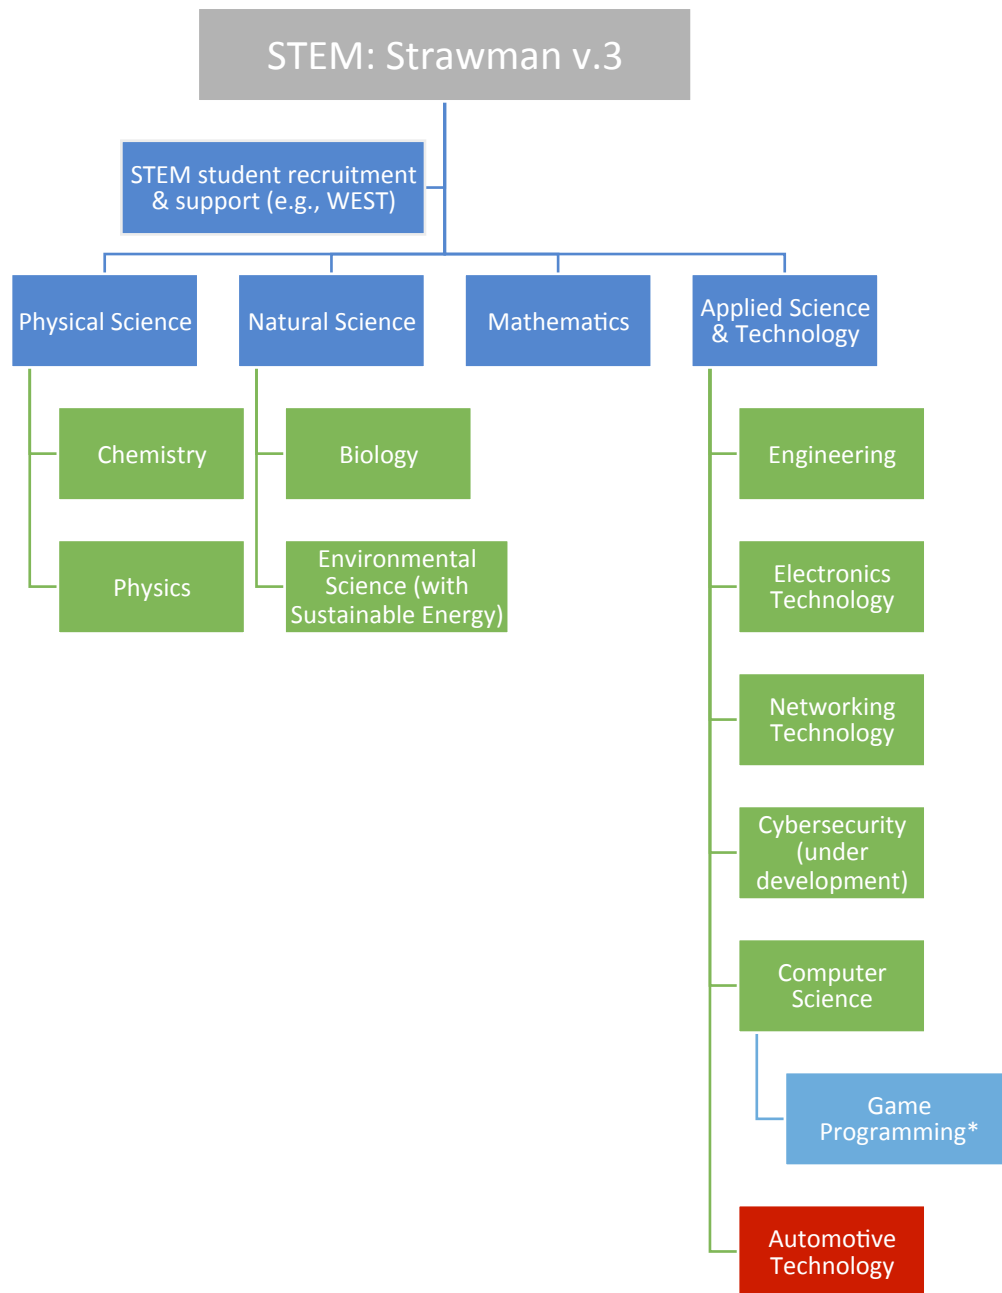 STEM: Strawman v.3
STEM student recruitment
& support (e.g., WEST)
Physical Science
Natural Science
Mathematics
Applied Science
& Technology
Chemistry
Physics
Biology
Environmental
Science (with
Sustainable Energy)
Engineering
Electronics
Technology
Networking
Technology
Cybersecurity
(under
development)
Computer
Science
Game
Programming*
Automotive
Technology